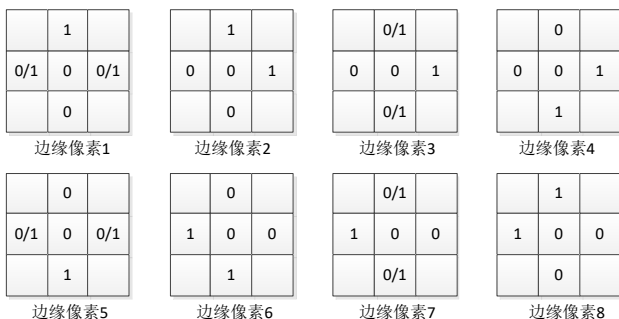 1 1 0/1 0
0/1 0 0/1 0 0 1 0 0 1 0 0 1
0 0 0/1 1
边缘像素1 边缘像素2 边缘像素3 边缘像素4
0 0 0/1 1
0/1 0 0/1 1 0 0 1 0 0 1 0 0
1 1 0/1 0
边缘像素5 边缘像素6 边缘像素7 边缘像素8